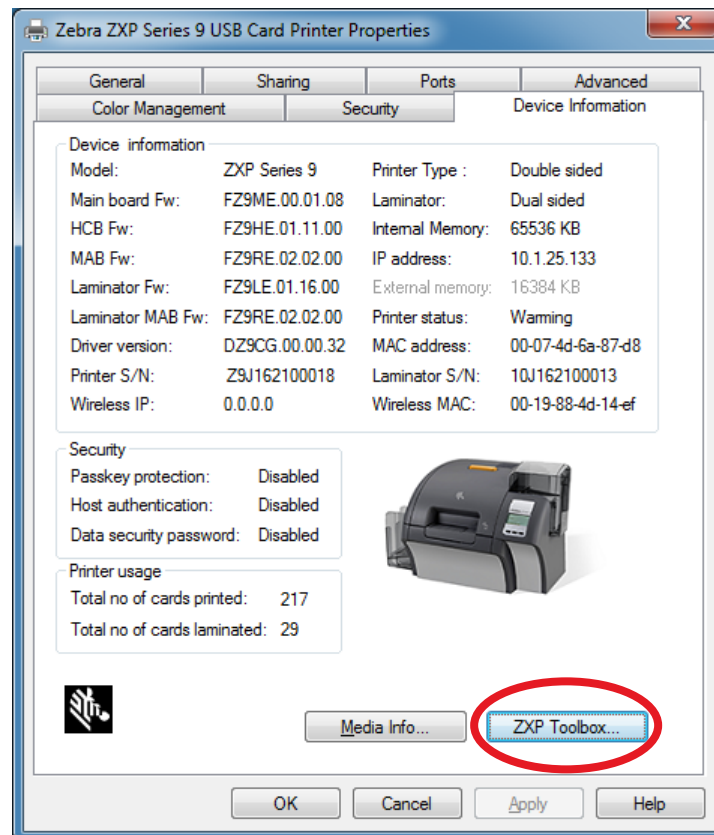 Zebra ZXP Series 9 USB Card Printer Properties
General Sharing Ports Advanced
Color Management Security Device Information
Device information
Model: ZXP Series 9 Printer Type : Double sided
Main board Fw: FZ9ME.00.01.08 Laminator: Dual sided
HCB Fw: FZ9HE.01.11.00 Internal Memory: 65536 KB
MAB Fw: FZ9RE.02.02.00 IP address: 10.1.25.133
Laminator Fw: FZ9LE.01.16.00 External memory: 16384 KB
Laminator MAB Fw: FZ9RE.02.02.00 Printer status: Warming
Driver version: DZ9CG.00.00.32 MAC address: 00-07-4d-6a-87-d8
Printer S/N: Z9J162100018 Laminator S/N: 10J162100013
Wireless IP: 0.0.0.0 Wireless MAC: 00-19-88-4d-14-ef
Security
Passkey protection: Disabled
Host authentication: Disabled
Data security password: Disabled
Printer usage
Total no of cards printed: 217
Total no of cards laminated: 29
Media Info... ZXP Toolbox...
OK Cancel Apply Help